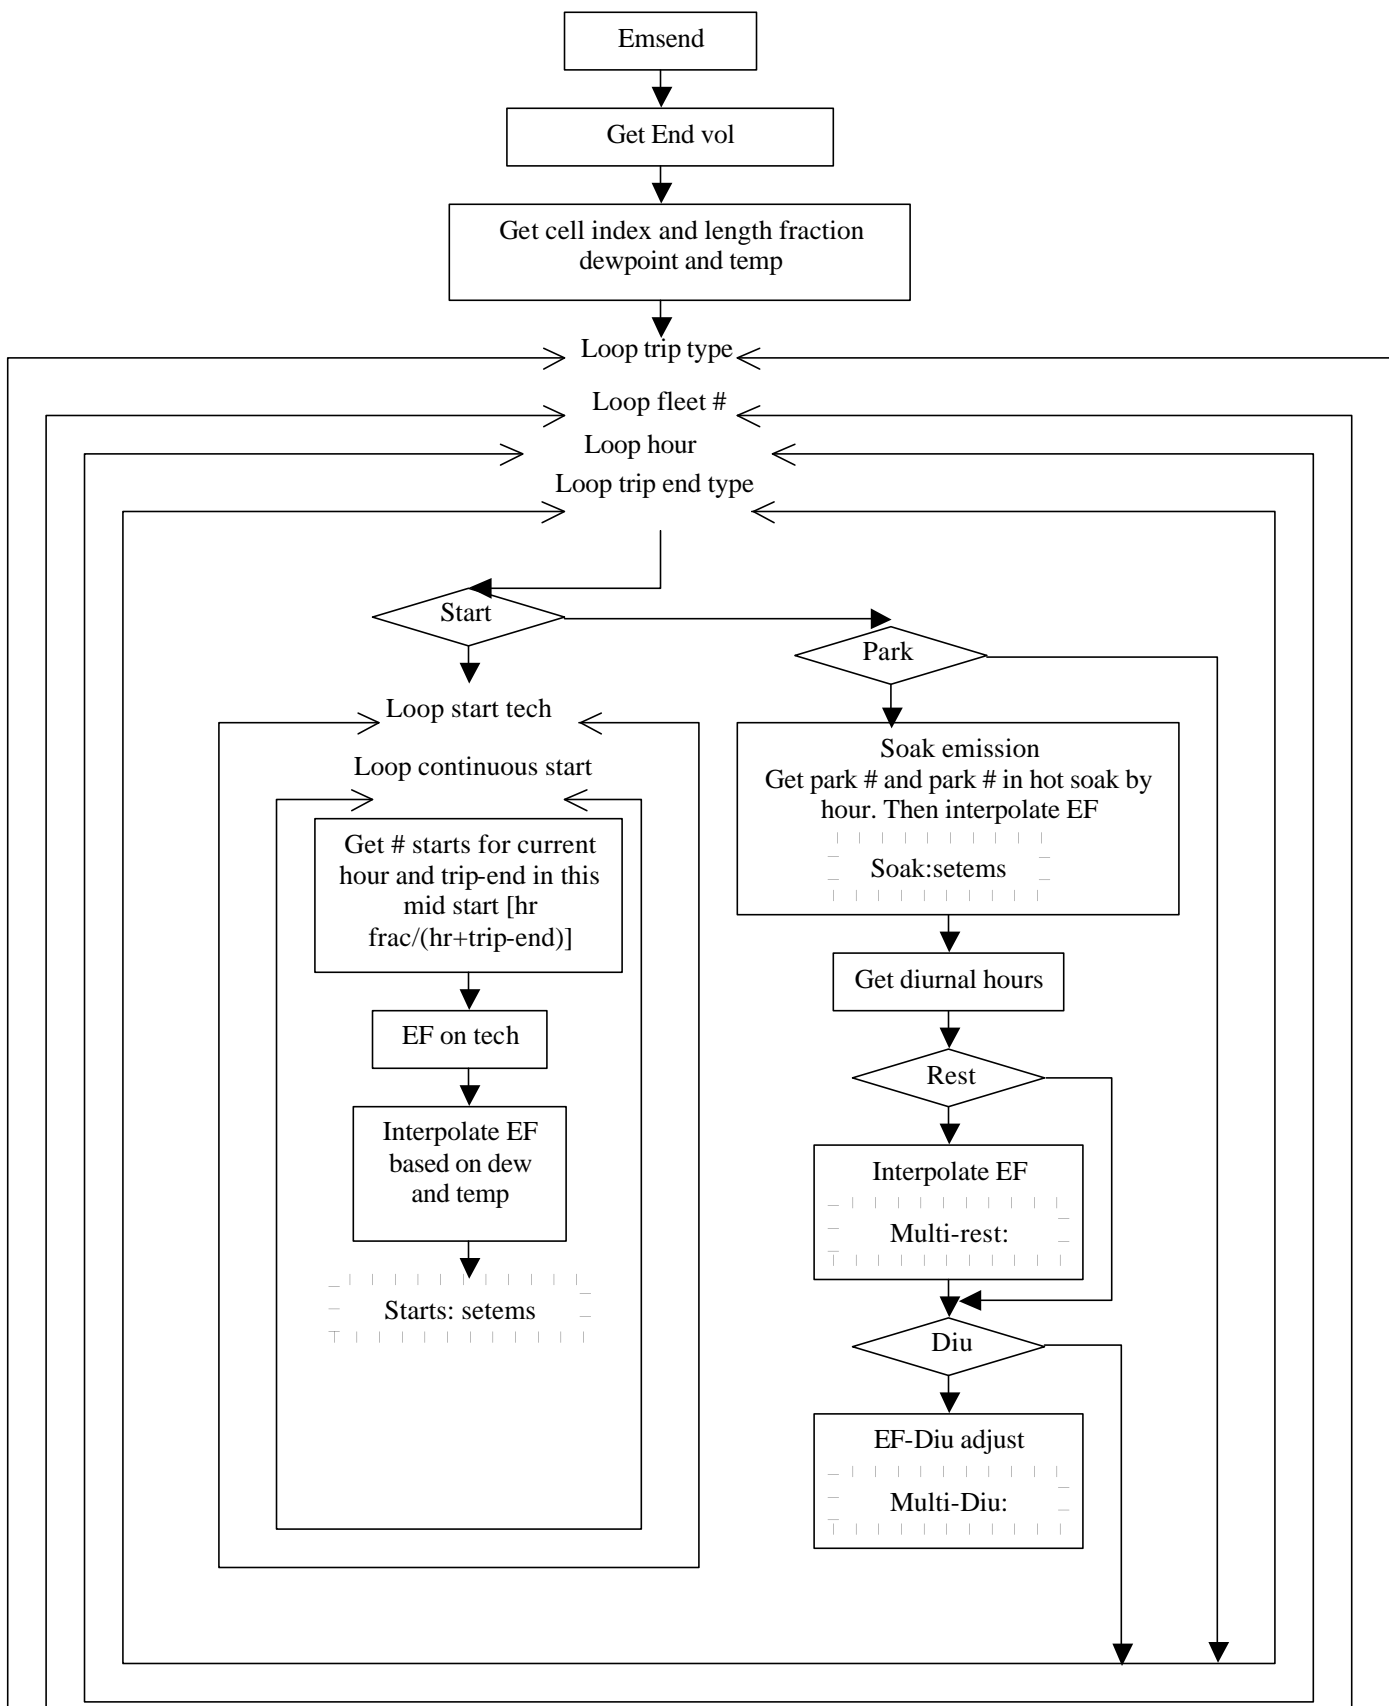 Emsend
Get End vol
Get cell index and length fraction
dewpoint and temp
Loop trip type
Loop fleet #
Loop hour
Loop trip end type
Start
Park
Loop start tech
Loop continuous start
Get # starts for current
hour and trip-end in this
mid start [hr
frac/(hr+trip-end)]
EF on tech
Interpolate EF
based on dew
and temp
Starts: setems
Soak emission
Get park # and park # in hot soak by
hour. Then interpolate EF
Soak:setems
Get diurnal hours
Rest
Interpolate EF
Multi-rest:
Diu
EF-Diu adjust
Multi-Diu: